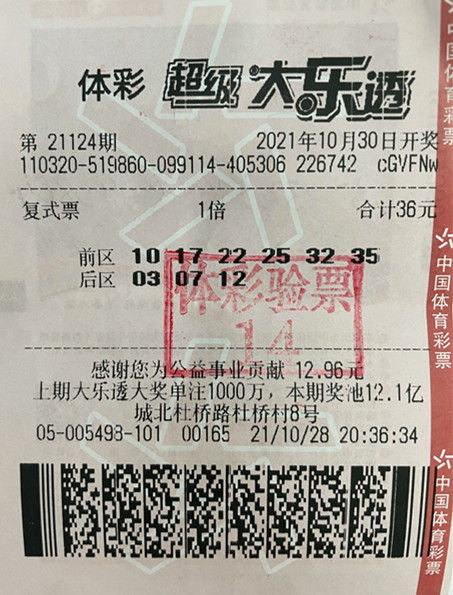 体彩 超级大乐透
第 21124期 2021年10月30日开奖
110320-519860-099114-405306 226742 cGVFNw
复式票 1倍 合计36元
前区 10 17 22 25 32 35
后区 03 07 12
体彩验票
14
感谢您为公益事业贡献 12.96元
上期大乐透大奖单注1000万，本期奖池12.1亿
城北杜桥路杜桥村8号
05-005498-101 00165 21/10/28 20:36:34
中国体育彩票
中国体育彩票
中国体育彩票